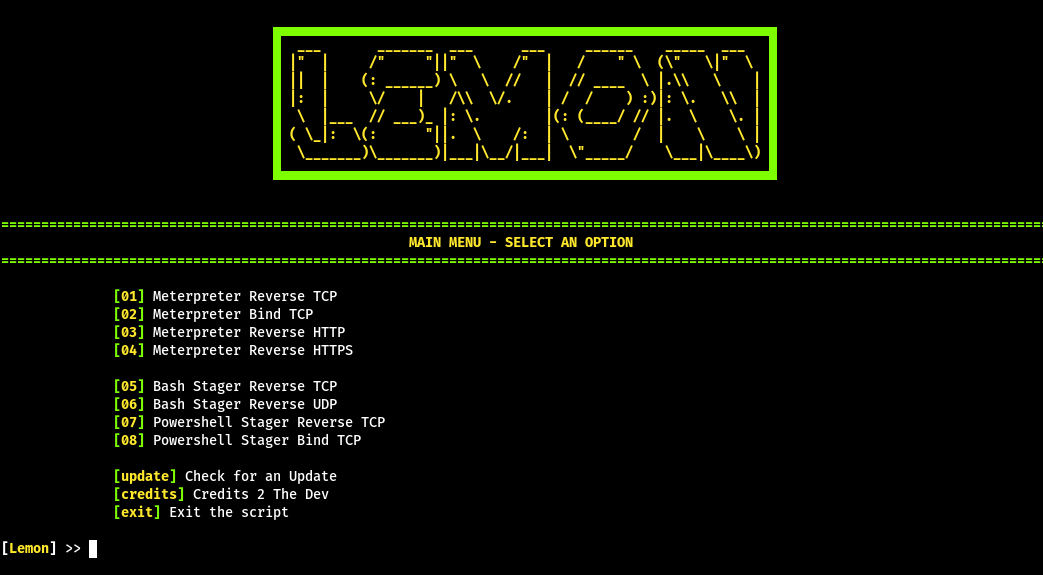 LEMON
================================================================================================================================== 
MAIN MENU - SELECT AN OPTION
==================================================================================================================================
[01] Meterpreter Reverse TCP
[02] Meterpreter Bind TCP
[03] Meterpreter Reverse HTTP
[04] Meterpreter Reverse HTTPS
[05] Bash Stager Reverse TCP
[06] Bash Stager Reverse UDP
[07] Powershell Stager Reverse TCP
[08] Powershell Stager Bind TCP
[update] Check for an Update
[credits] Credits 2 The Dev
[exit] Exit the script
[Lemon] >>